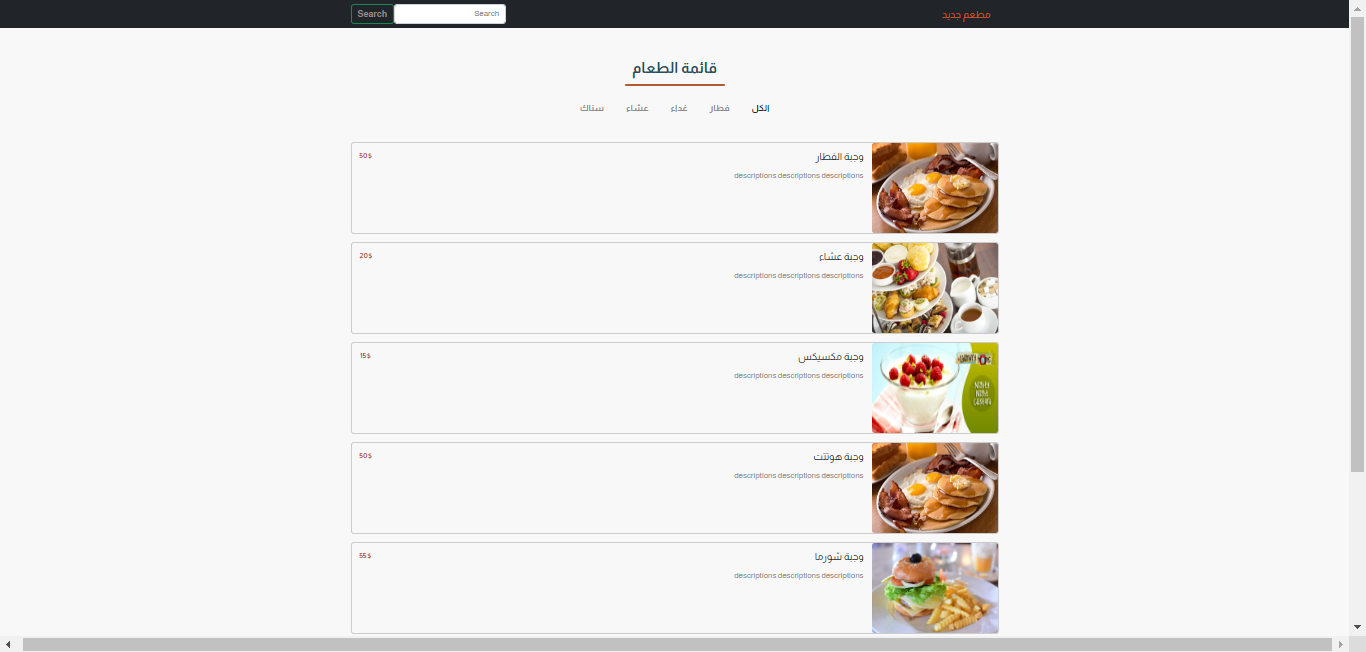 مطعم جديد
Search
Search
قائمة الطعام
الكل
فطار
غداء
عشاء
سناك
وجبة الفطار
50$
descriptions descriptions descriptions
وجبة عشاء
20$
descriptions descriptions descriptions
وجبة مكسيكس
15$
descriptions descriptions descriptions
وجبة هوتتت
50$
descriptions descriptions descriptions
وجبة شورما
55$
descriptions descriptions descriptions